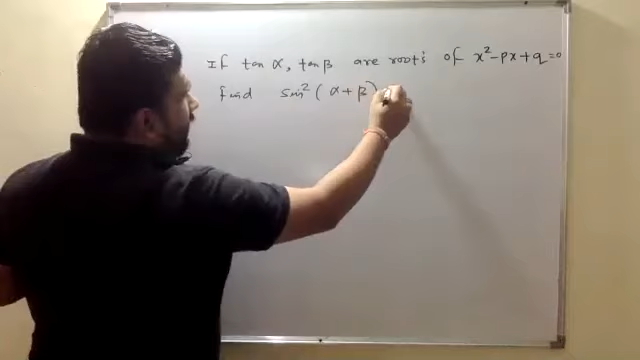 If tan α, tan β are roots of x² - px + q = 0
find sin² (α + β)